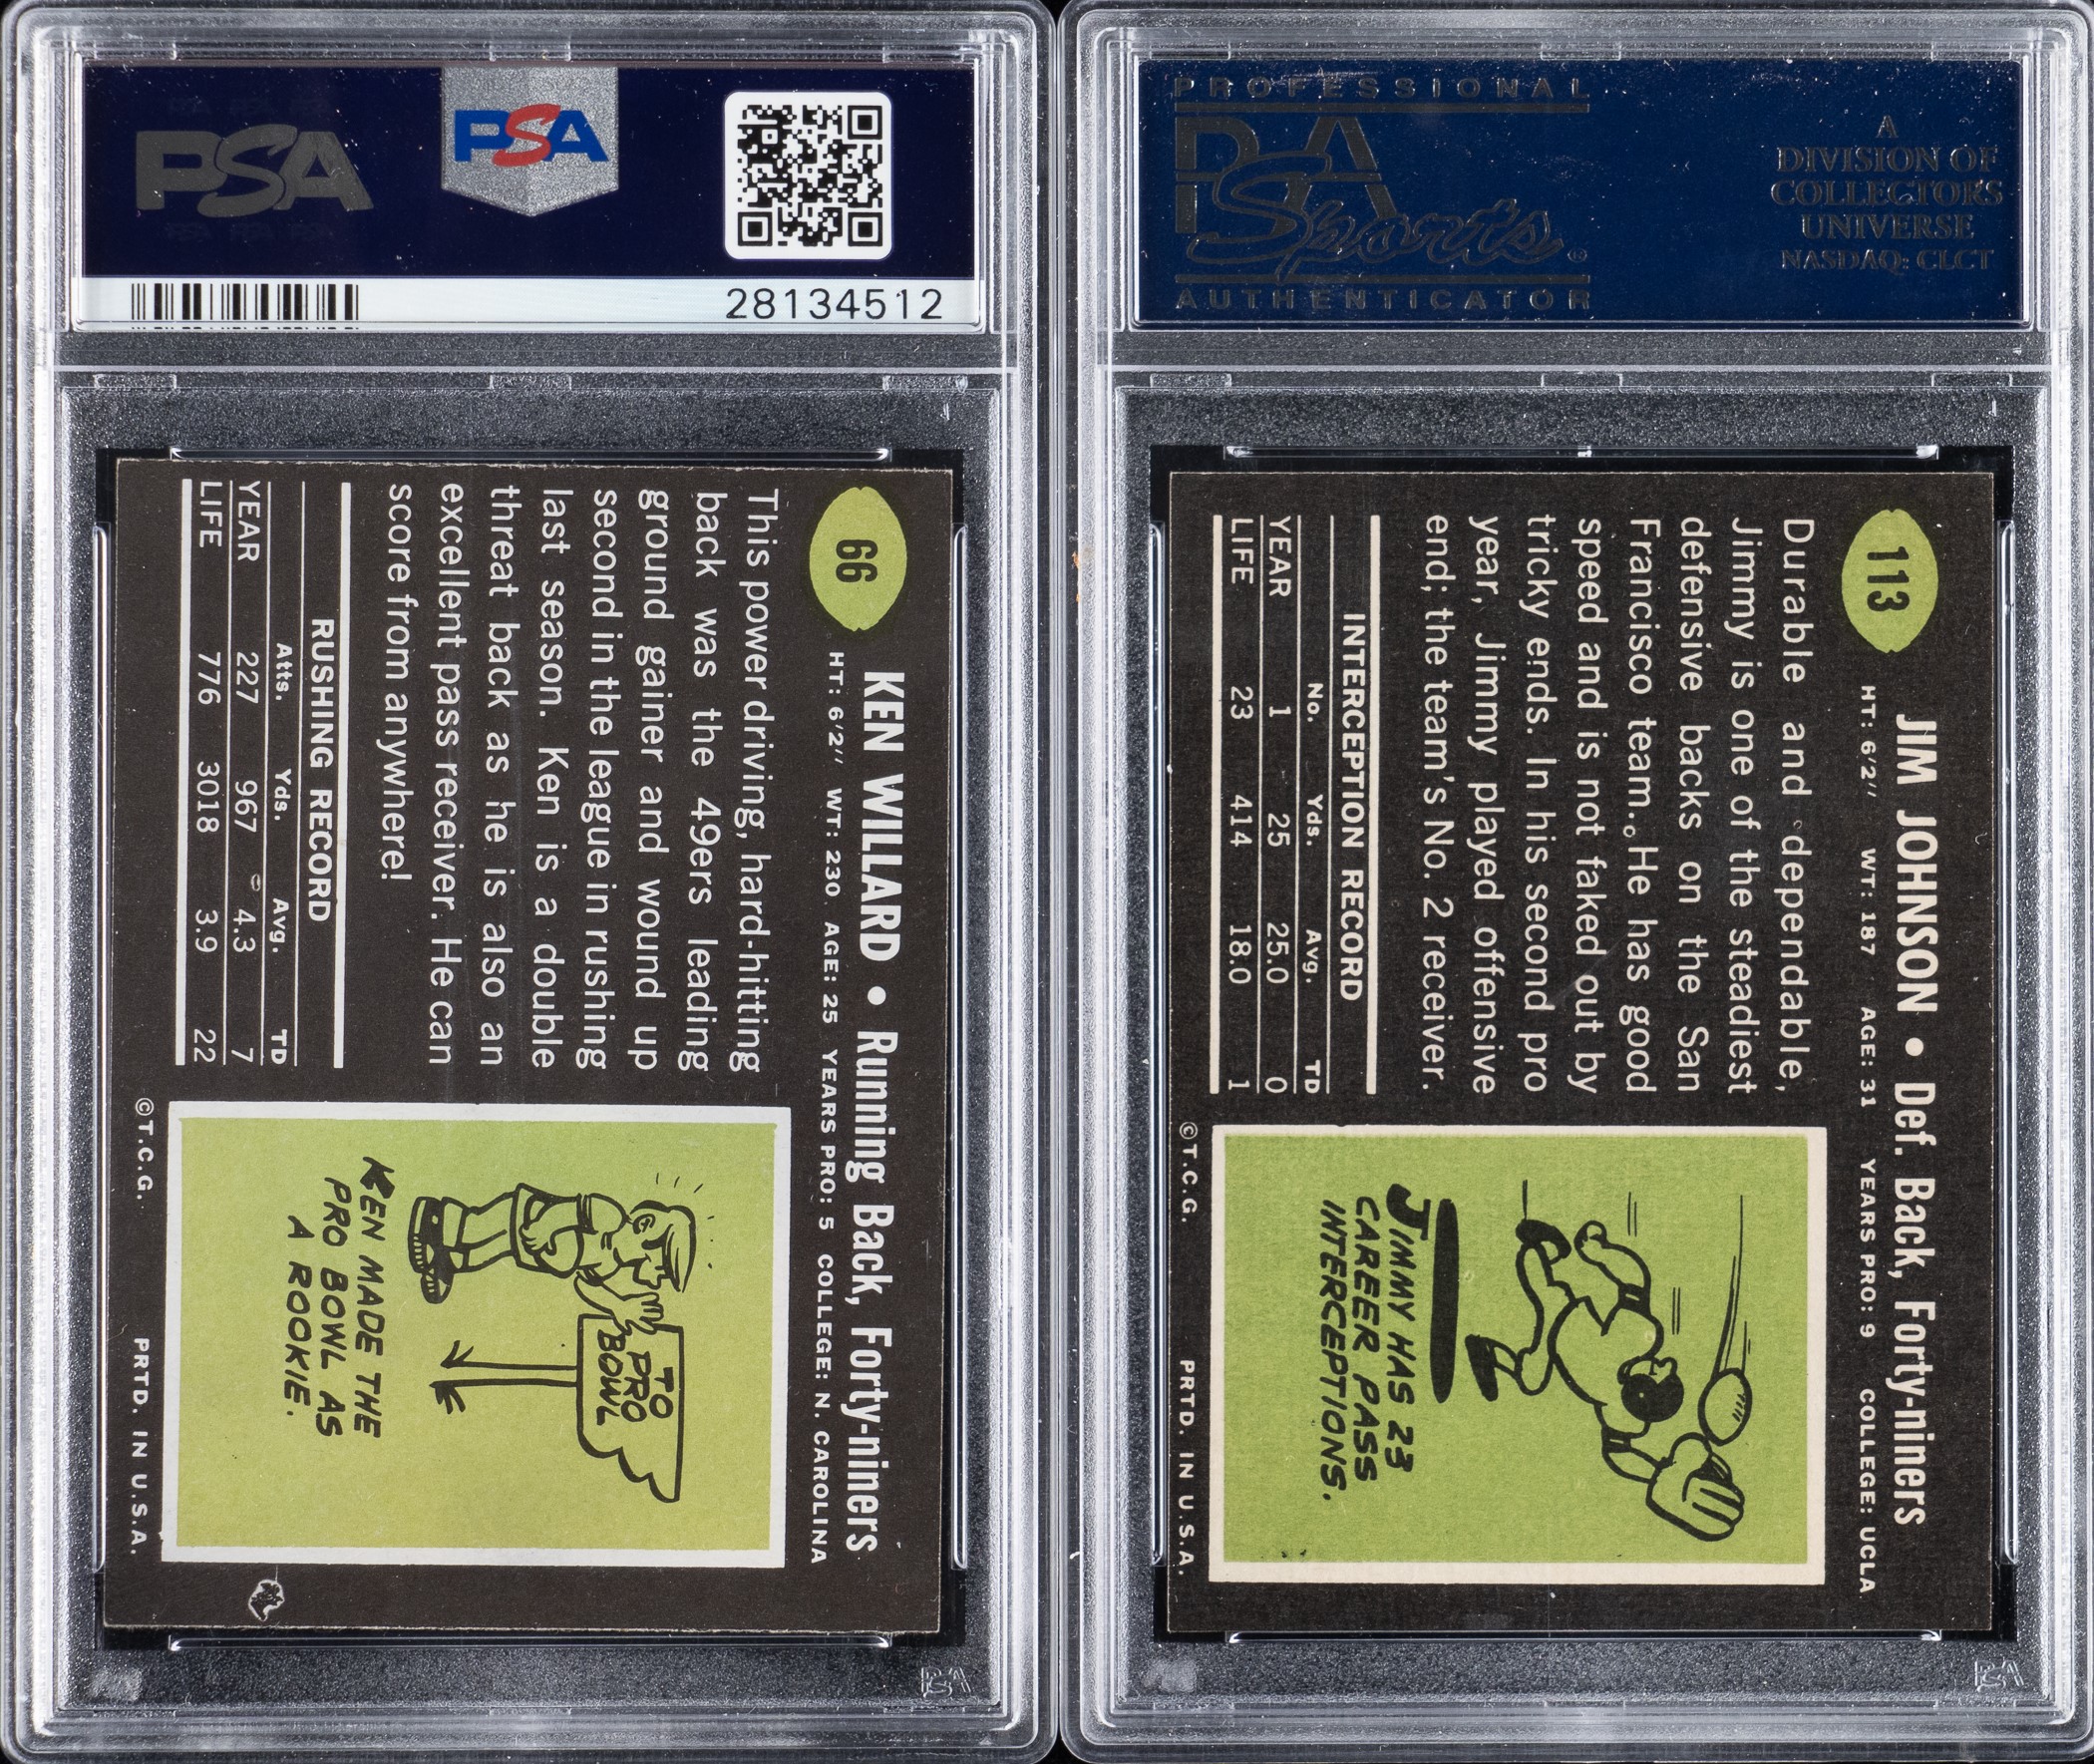 PSA
PSA
28134512
66
KEN WILLARD • Running Back, Forty-niners
HT: 6'2" WT: 230 AGE: 25 YEARS PRO: 5 COLLEGE: N. CAROLINA
This power driving, hard-hitting
back was the 49ers leading
ground gainer and wound up
second in the league in rushing
last season. Ken is a double
threat back as he is also an
excellent pass receiver. He can
score from anywhere!
RUSHING RECORD
Atts. Yds. Avg. TD
YEAR 227 967 4.3 7
LIFE 776 3018 3.9 22
TO
PRO
BOWL
KEN MADE THE
PRO BOWL AS
A ROOKIE.
©T.C.G. PRTD. IN U.S.A.
PSA
PROFESSIONAL
PSA
Sports®
AUTHENTICATOR
A
DIVISION OF
COLLECTORS
UNIVERSE
NASDAQ: CLCT
113
JIM JOHNSON • Def. Back, Forty-niners
HT: 6'2" WT: 187 AGE: 31 YEARS PRO: 9 COLLEGE: UCLA
Durable and dependable,
Jimmy is one of the steadiest
defensive backs on the San
Francisco team. He has good
speed and is not faked out by
tricky ends. In his second pro
year, Jimmy played offensive
end; the team's No. 2 receiver.
INTERCEPTION RECORD
No. Yds. Avg. TD
YEAR 1 25 25.0 0
LIFE 23 414 18.0 1
JIMMY HAS 23
CAREER PASS
INTERCEPTIONS.
©T.C.G. PRTD. IN U.S.A.
PSA